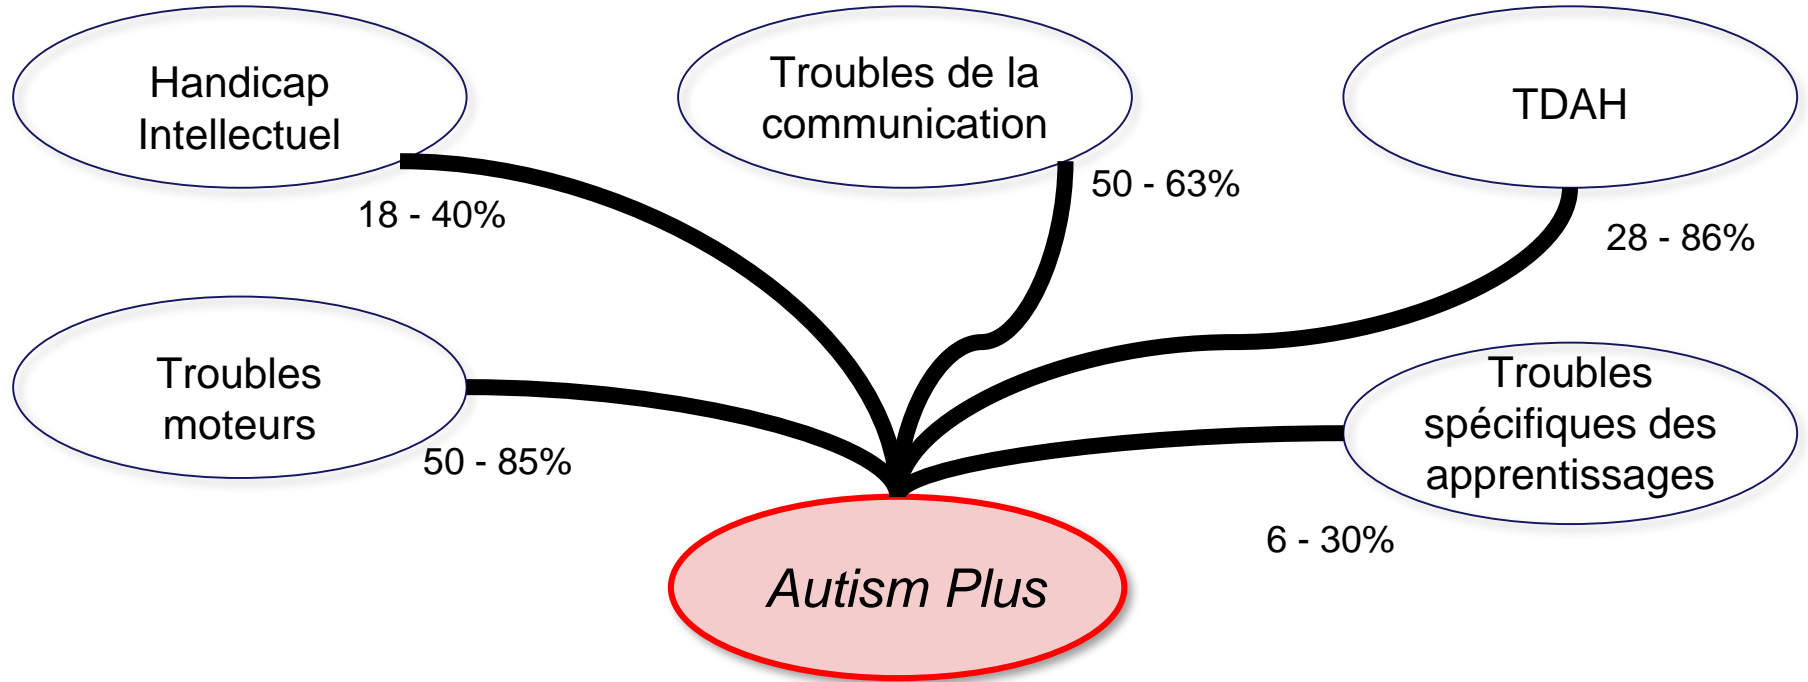 Handicap
Intellectuel
18 - 40%
Troubles de la
communication
50 - 63%
TDAH
28 - 86%
Troubles
moteurs
50 - 85%
Troubles
spécifiques des
apprentissages
6 - 30%
Autism Plus